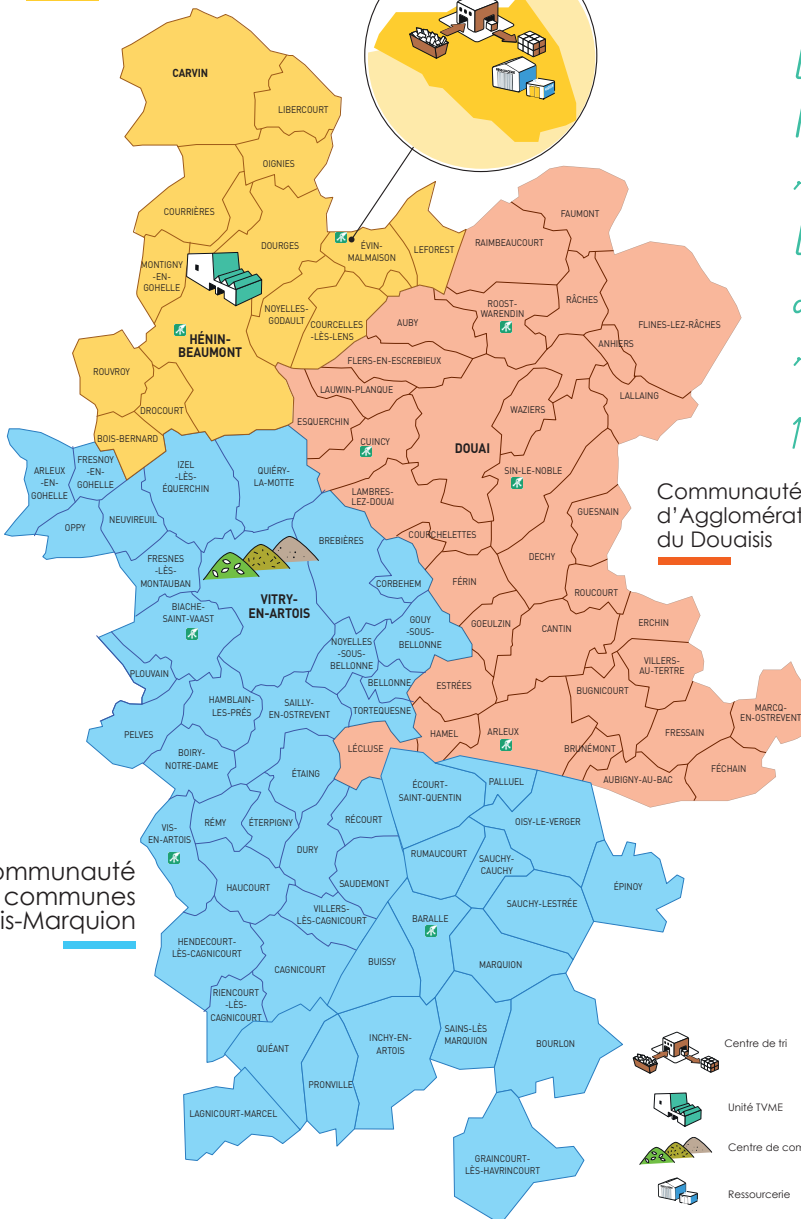 CARVIN
LIBERCOURT
OIGNIES
COURRIÈRES
DOURGES
ÉVIN-
MALMAISON
LEFOREST
MONTIGNY
-EN-
GOHELLE
NOYELLES-
GODAULT
COURCELLES
-LÈS-LENS
HÉNIN-
BEAUMONT
ROUVROY
DROCOURT
BOIS-BERNARD
FAUMONT
RAIMBEAUCOURT
RÂCHES
ROOST-
WARENDIN
AUBY
FLINES-LEZ-RÂCHES
ANHIERS
FLERS-EN-ESCREBIEUX
LALLAING
LAUWIN-PLANQUE
WAZIERS
ESQUERCHIN
CUINCY
DOUAI
SIN-LE-NOBLE
LAMBRES-
LEZ-DOUAI
GUESNAIN
COURCHELETTES
DECHY
FÉRIN
ROUCOURT
GOEULZIN
CANTIN
ERCHIN
VILLERS-
AU-TERTRE
ESTRÉES
BUGNICOURT
MARCQ-
EN-OSTREVENT
HAMEL
ARLEUX
FRESSAIN
BRUNÉMONT
LÉCLUSE
FÉCHAIN
AUBIGNY-AU-BAC
Communauté
d'Agglomérat
du Douaisis
ARLEUX
-EN-
GOHELLE
FRESNOY
-EN-
GOHELLE
IZEL
-LÈS-
ÉQUERCHIN
QUIÉRY-
LA-MOTTE
OPPY
NEUVIREUIL
BREBIÈRES
FRESNES
-LÈS-
MONTAUBAN
CORBEHEM
VITRY-
EN-ARTOIS
BIACHE-
SAINT-VAAST
GOUY
-SOUS-
BELLONNE
NOYELLES
-SOUS-
BELLONNE
PLOUVAIN
BELLONNE
HAMBLAIN-
LES-PRÉS
SAILLY-
EN-OSTREVENT
TORTEQUESNE
PELVES
BOIRY-
NOTRE-DAME
ÉTAING
ÉCOURT-
SAINT-QUENTIN
PALLUEL
VIS-
EN-ARTOIS
RÉMY
ÉTERPIGNY
RÉCOURT
OISY-LE-VERGER
DURY
RUMAUCOURT
SAUCHY-
CAUCHY
HAUCOURT
SAUDEMONT
ÉPINOY
SAUCHY-LESTRÉE
VILLERS-
LÈS-CAGNICOURT
BARALLE
HENDECOURT-
LÈS-CAGNICOURT
CAGNICOURT
BUISSY
MARQUION
RIENCOURT
-LÈS-
CAGNICOURT
QUÉANT
INCHY-EN-
ARTOIS
SAINS-LÈS
MARQUION
BOURLON
PRONVILLE
LAGNICOURT-MARCEL
GRAINCOURT-
LÈS-HAVRINCOURT
ommunauté
communes
is-Marquion
Centre de tri
Unité TVME
Centre de com
Ressourcerie